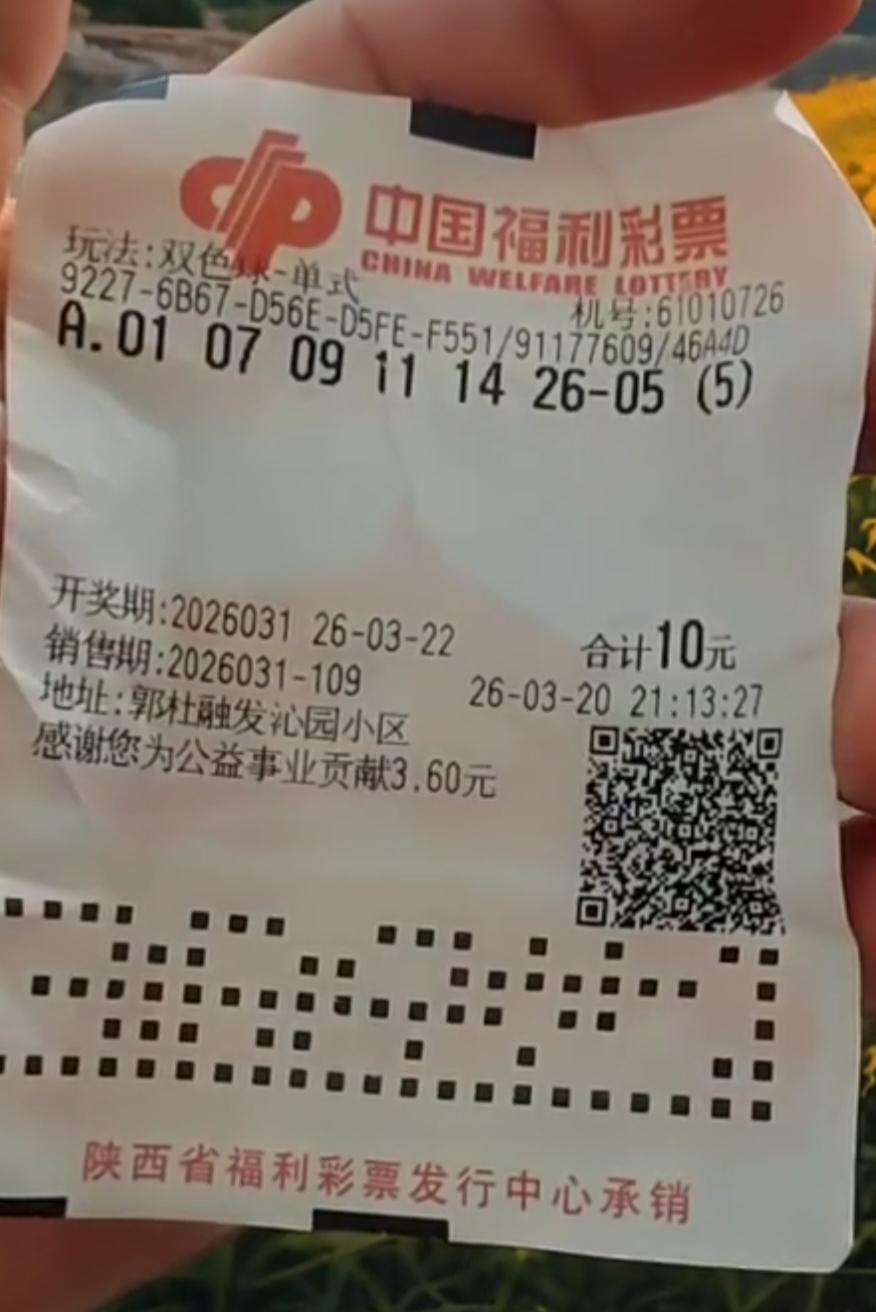 中国福利彩票
CHINA WELFARE LOTTERY
玩法:双色球-单式
机号:61010726
9227-6B67-D56E-D5FE-F551/91177609/46A4D
A.01 07 09 11 14 26-05 (5)
开奖期:2026031 26-03-22
合计10元
销售期:2026031-109
26-03-20 21:13:27
地址:郭杜融发沁园小区
感谢您为公益事业贡献3.60元
陕西省福利彩票发行中心承销